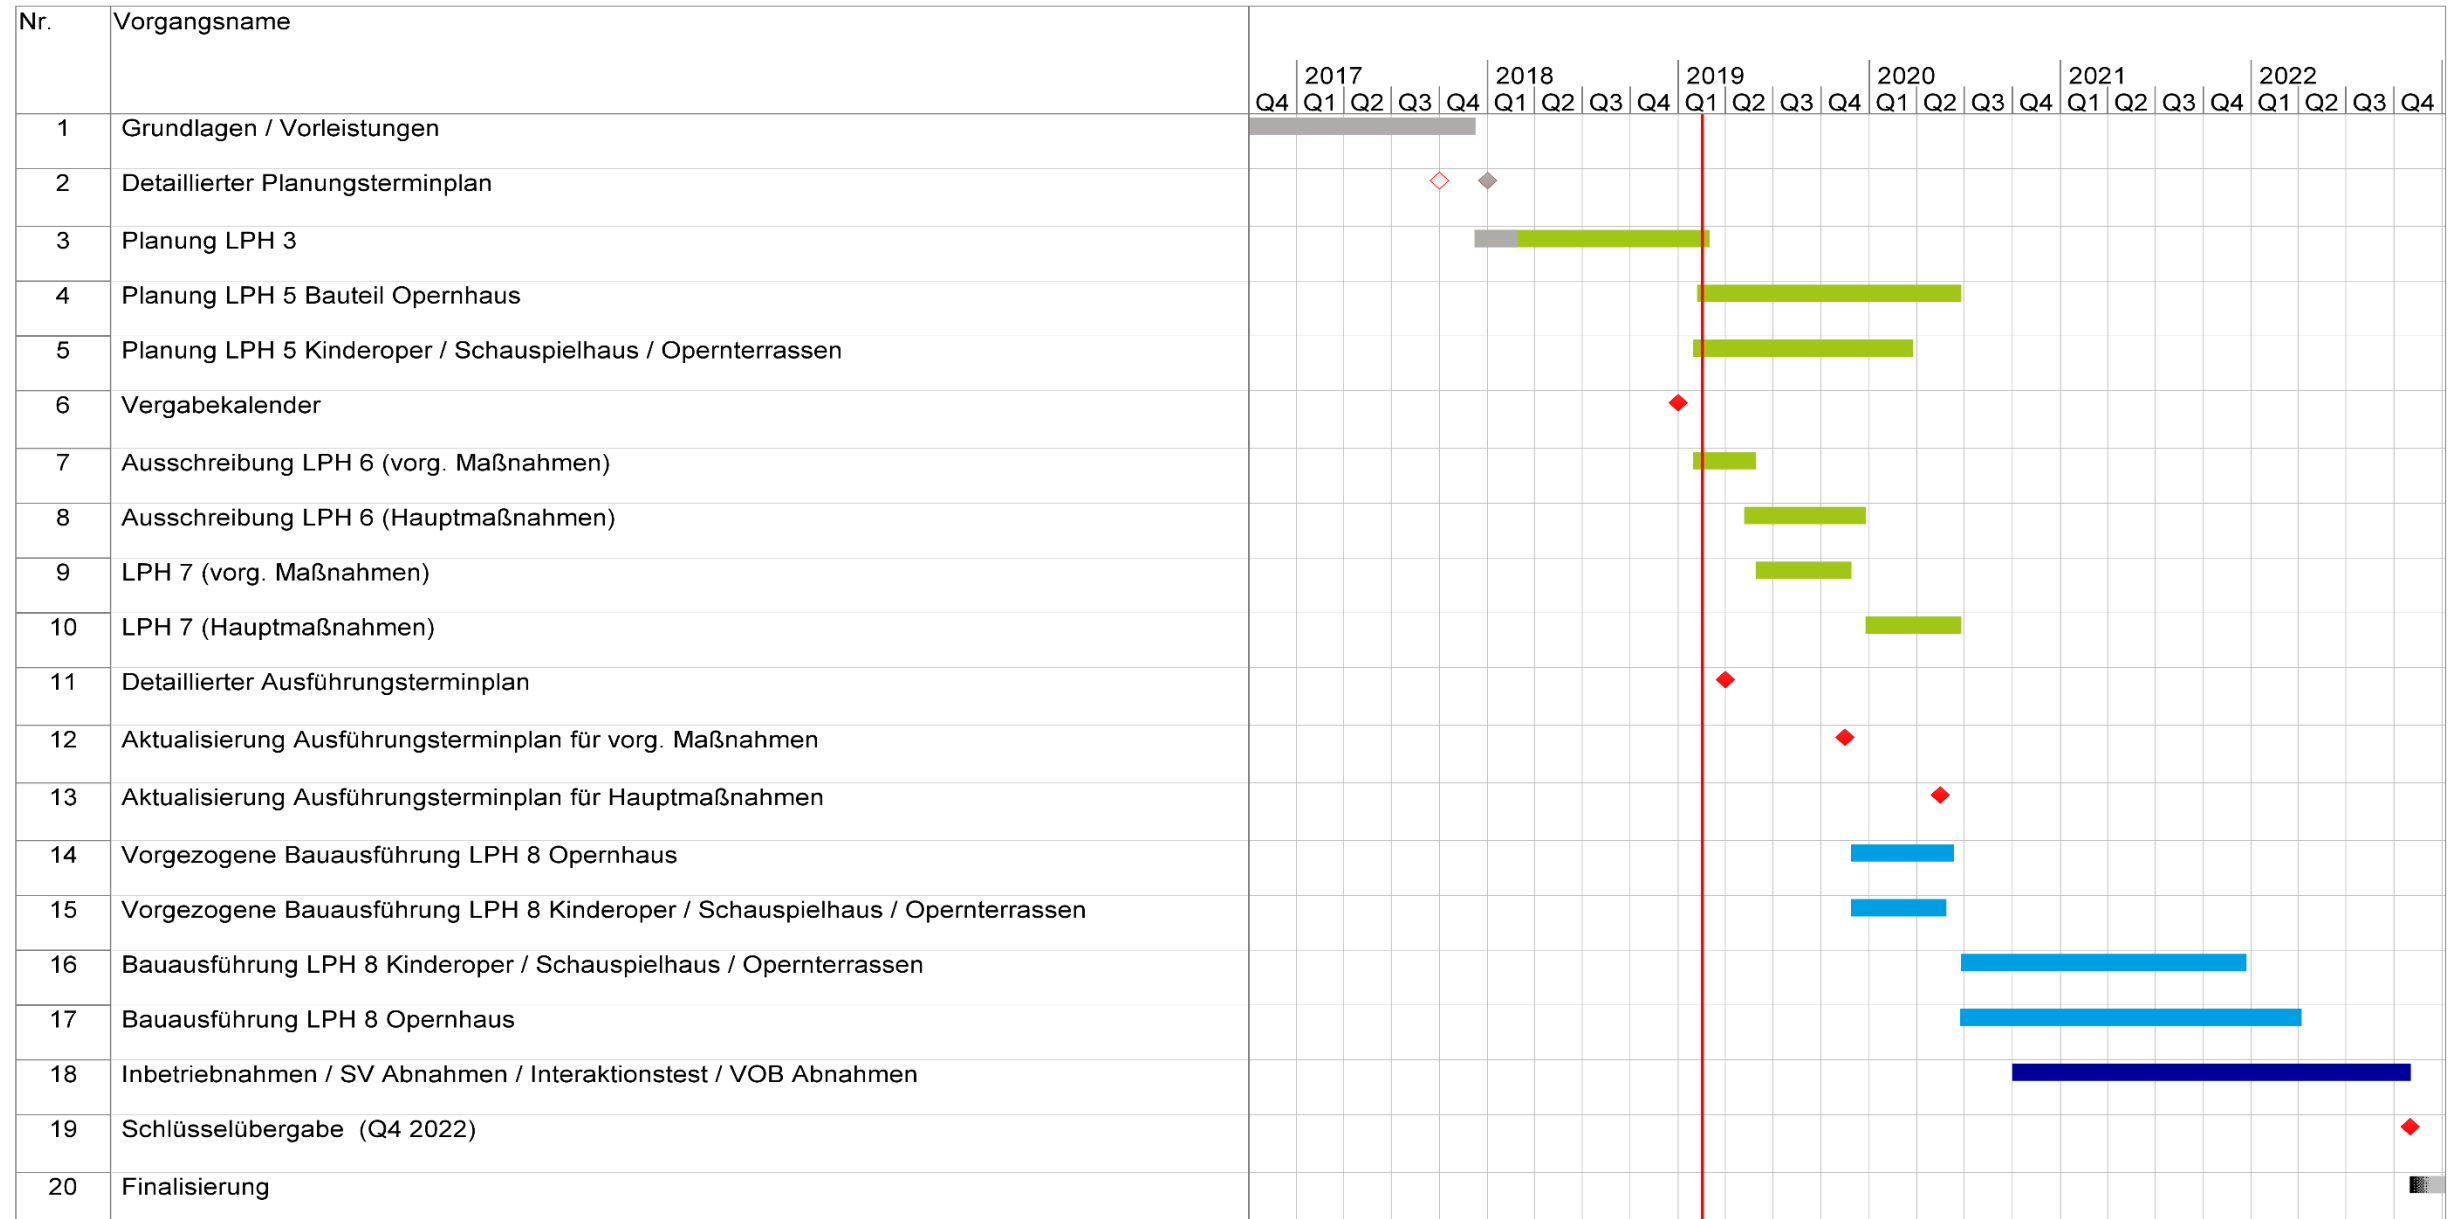 Nr. Vorgangsname
2017 2018 2019 2020 2021 2022
Q4 Q1 Q2 Q3 Q4 Q1 Q2 Q3 Q4 Q1 Q2 Q3 Q4 Q1 Q2 Q3 Q4 Q1 Q2 Q3 Q4 Q1 Q2 Q3 Q4
1 Grundlagen / Vorleistungen
2 Detaillierter Planungsterminplan
3 Planung LPH 3
4 Planung LPH 5 Bauteil Opernhaus
5 Planung LPH 5 Kinderoper / Schauspielhaus / Opernterrassen
6 Vergabekalender
7 Ausschreibung LPH 6 (vorg. Maßnahmen)
8 Ausschreibung LPH 6 (Hauptmaßnahmen)
9 LPH 7 (vorg. Maßnahmen)
10 LPH 7 (Hauptmaßnahmen)
11 Detaillierter Ausführungsterminplan
12 Aktualisierung Ausführungsterminplan für vorg. Maßnahmen
13 Aktualisierung Ausführungsterminplan für Hauptmaßnahmen
14 Vorgezogene Bauausführung LPH 8 Opernhaus
15 Vorgezogene Bauausführung LPH 8 Kinderoper / Schauspielhaus / Opernterrassen
16 Bauausführung LPH 8 Kinderoper / Schauspielhaus / Opernterrassen
17 Bauausführung LPH 8 Opernhaus
18 Inbetriebnahmen / SV Abnahmen / Interaktionstest / VOB Abnahmen
19 Schlüsselübergabe (Q4 2022)
20 Finalisierung